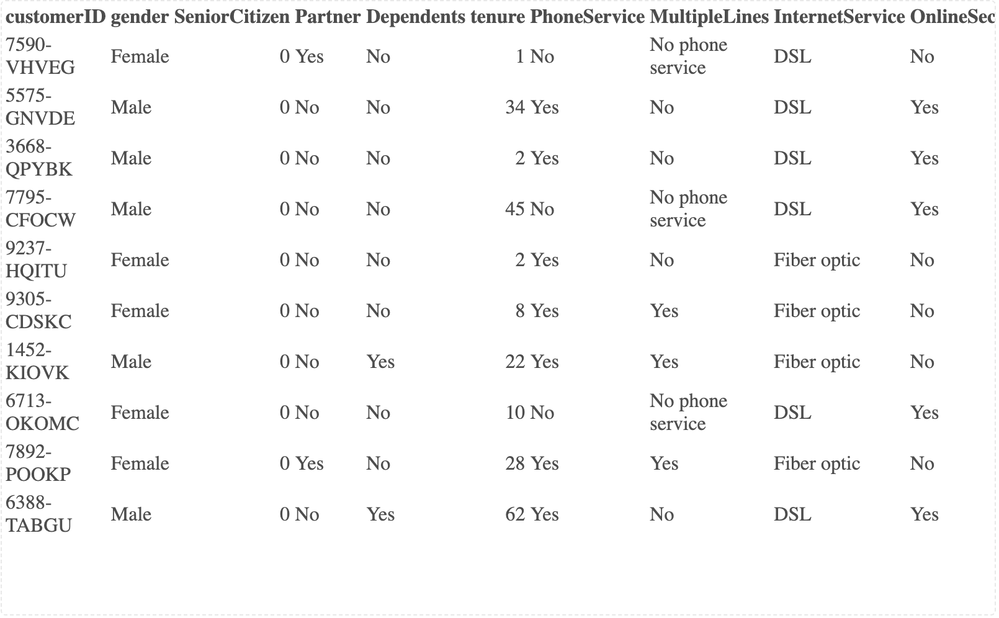 customerID gender SeniorCitizen Partner Dependents tenure PhoneService MultipleLines InternetService OnlineSec
7590-VHVEG Female 0 Yes No 1 No No phone service DSL No
5575-GNVDE Male 0 No No 34 Yes No DSL Yes
3668-QPYBK Male 0 No No 2 Yes No DSL Yes
7795-CFOCW Male 0 No No 45 No No phone service DSL Yes
9237-HQITU Female 0 No No 2 Yes No Fiber optic No
9305-CDSKC Female 0 No No 8 Yes Yes Fiber optic No
1452-KIOVK Male 0 No Yes 22 Yes Yes Fiber optic No
6713-OKOMC Female 0 No No 10 No No phone service DSL Yes
7892-POOKP Female 0 Yes No 28 Yes Yes Fiber optic No
6388-TABGU Male 0 No Yes 62 Yes No DSL Yes